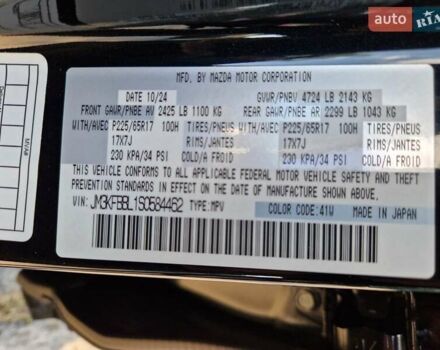 auto RIA
MFD. BY MAZDA MOTOR CORPORATION
DATE 10/24 GVWR/PNBV 4724 LB 2143 KG
FRONT GAWR/PNBE AV 2425 LB 1100 KG REAR GAWR/PNBE AR 2299 LB 1043 KG
WITH/AVEC P225/65R17 100H TIRES/PNEUS WITH/AVEC P225/65R17 100H TIRES/PNEUS
17X7J RIMS/JANTES 17X7J RIMS/JANTES
230 KPA/34 PSI COLD/A FROID 230 KPA/34 PSI COLD/A FROID
THIS VEHICLE CONFORMS TO ALL APPLICABLE FEDERAL MOTOR VEHICLE SAFETY, BUMPER, AND
THEFT PREVENTION STANDARDS IN EFFECT ON THE DATE OF MANUFACTURE SHOWN ABOVE.
VIN: JM3KFBBL1S0584462 TYPE:MPV COLOR CODE:41W MADE IN JAPAN